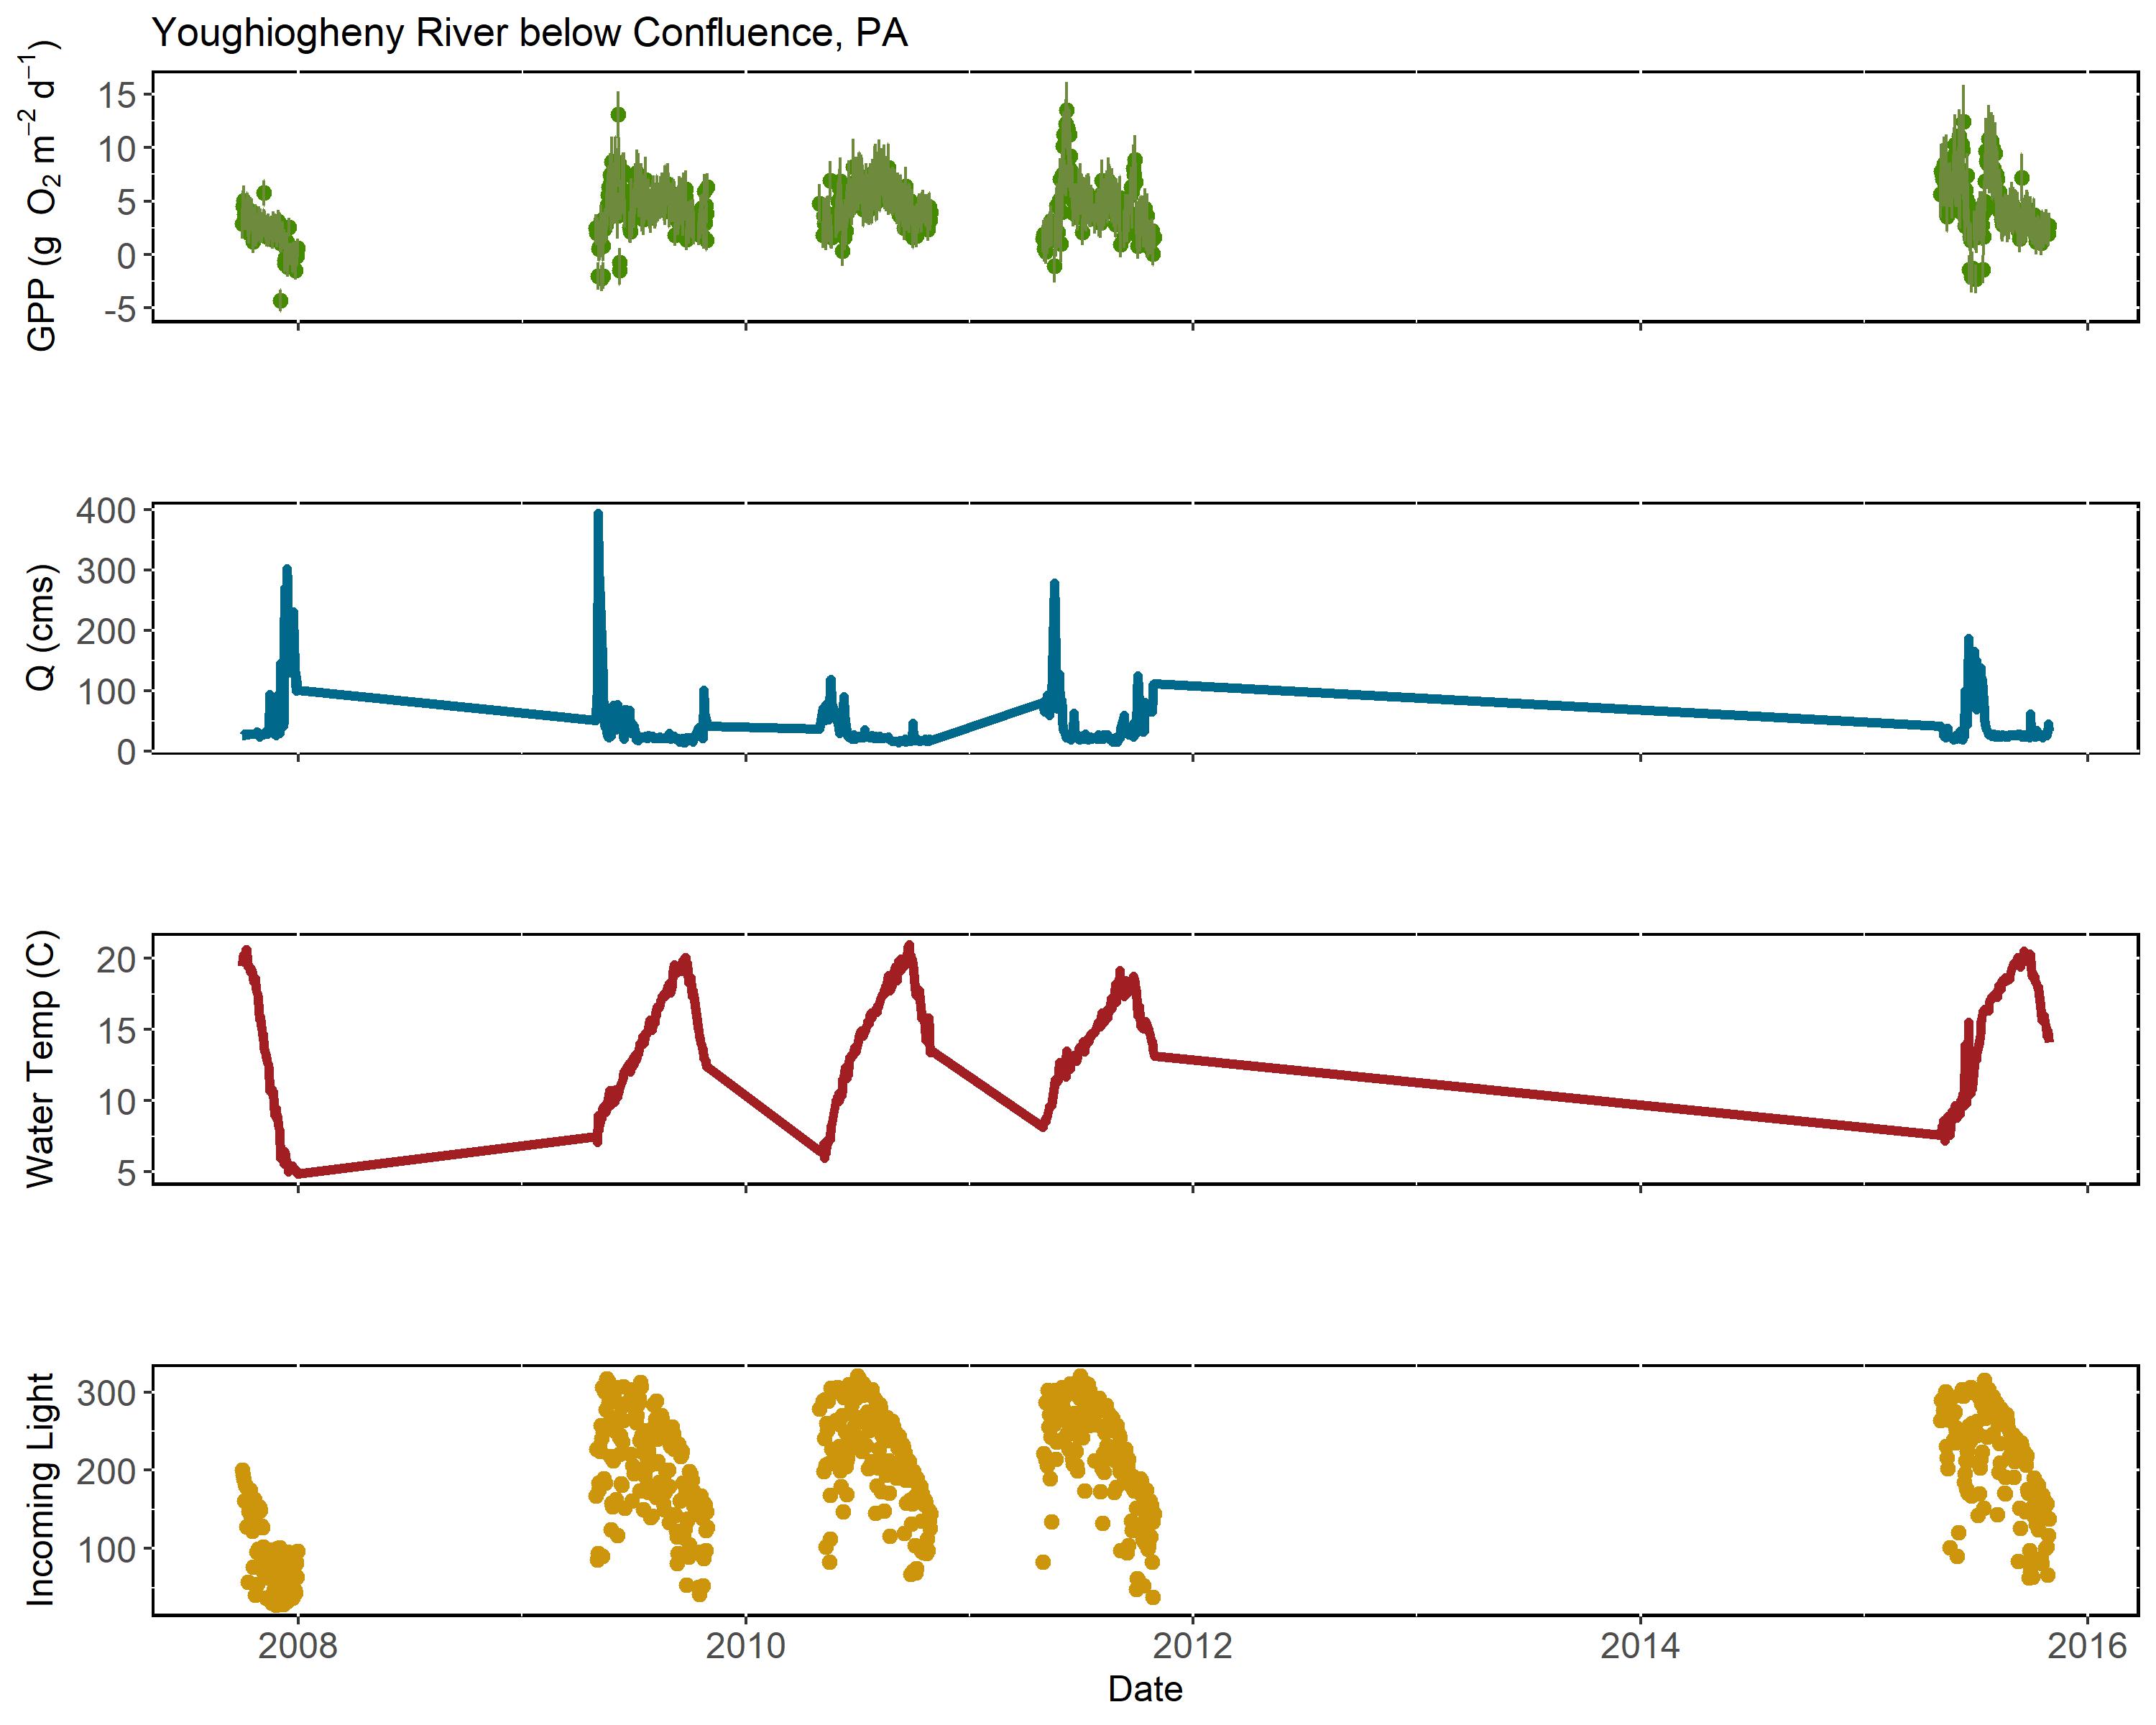 Youghiogheny River below Confluence, PA
GPP (g O₂ m⁻² d⁻¹)
15
10
5
0
-5
Q (cms)
400
300
200
100
0
Water Temp (C)
20
15
10
5
Incoming Light
300
200
100
2008 2010 2012 2014 2016
Date